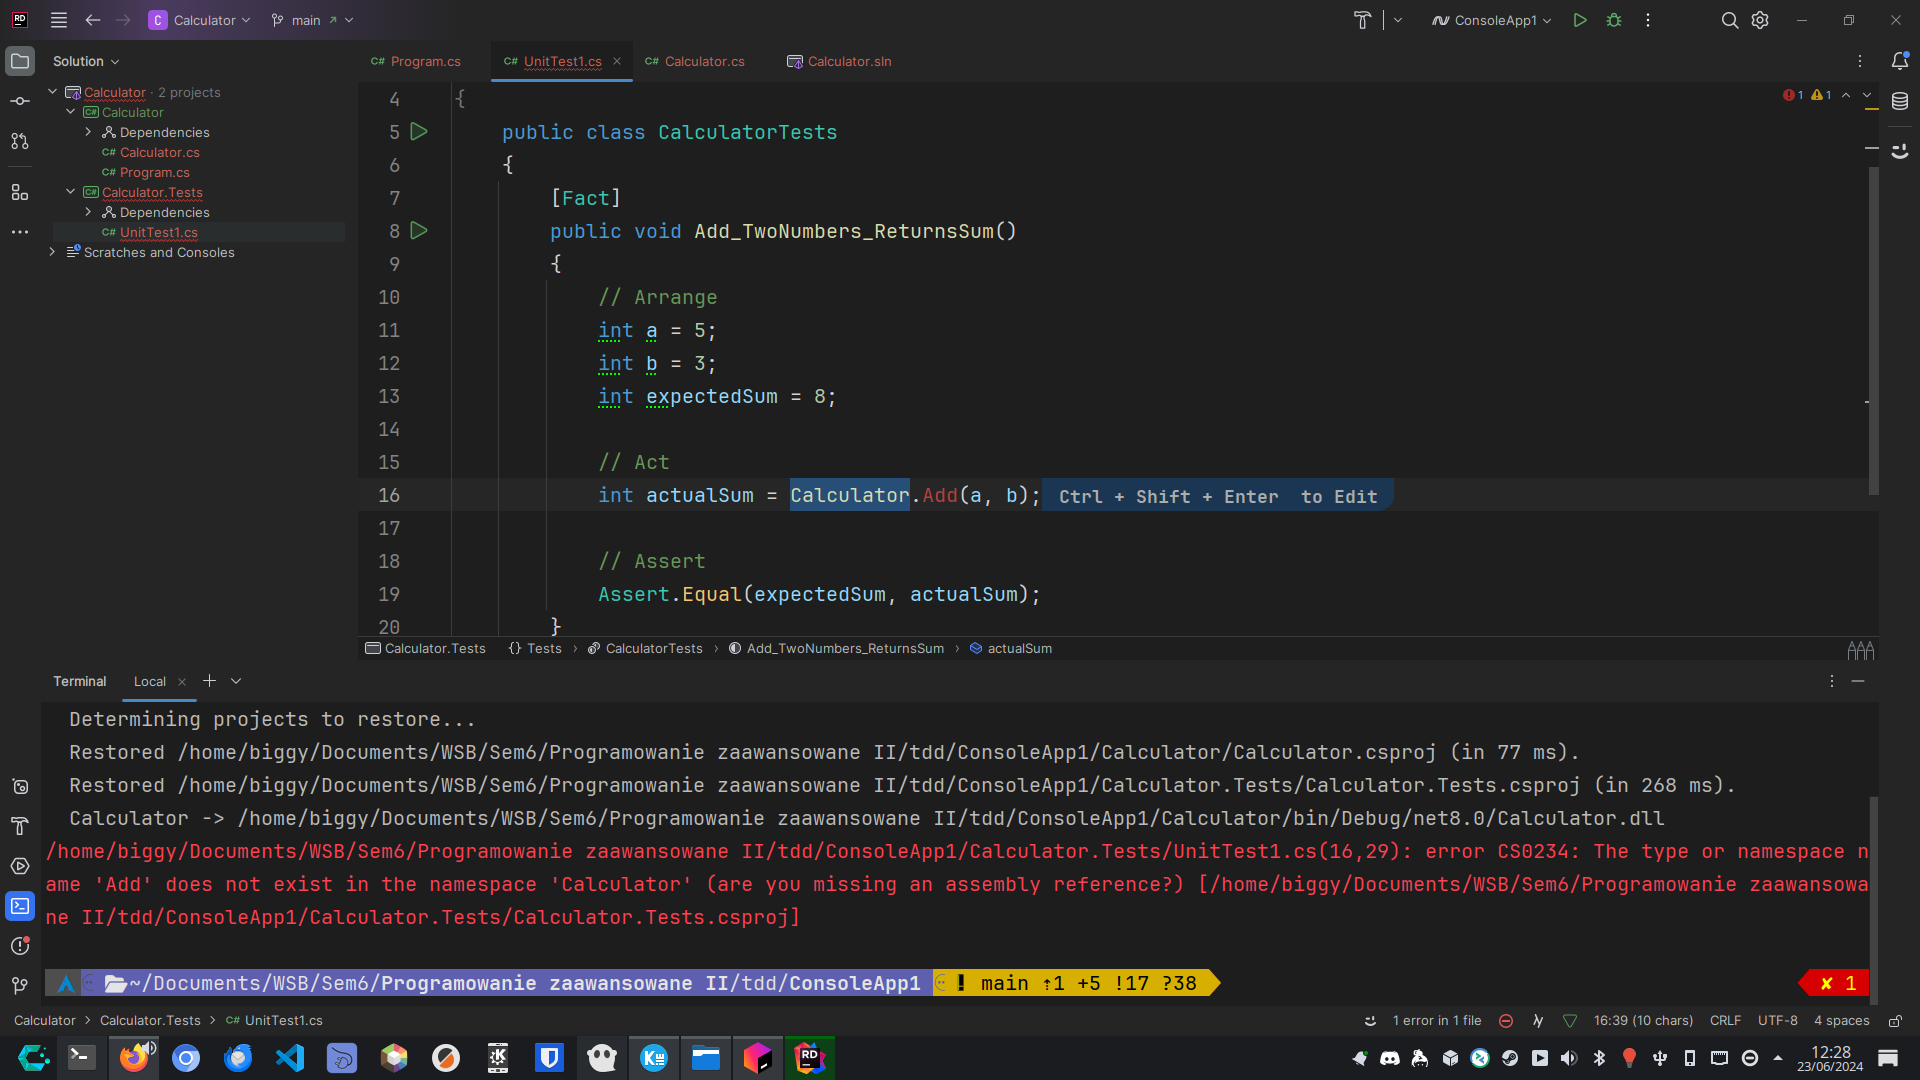 Calculator
main
ConsoleApp1
Solution
Program.cs
UnitTest1.cs
Calculator.cs
Calculator.sln
Calculator · 2 projects
Calculator
Dependencies
Calculator.cs
Program.cs
Calculator.Tests
Dependencies
UnitTest1.cs
Scratches and Consoles
1 1
4 {
5 public class CalculatorTests
6 {
7 [Fact]
8 public void Add_TwoNumbers_ReturnsSum()
9 {
10 // Arrange
11 int a = 5;
12 int b = 3;
13 int expectedSum = 8;
14
15 // Act
16 int actualSum = Calculator.Add(a, b); Ctrl + Shift + Enter to Edit
17
18 // Assert
19 Assert.Equal(expectedSum, actualSum);
20 }
Calculator.Tests {} Tests › CalculatorTests › Add_TwoNumbers_ReturnsSum › actualSum
Terminal Local
Determining projects to restore...
Restored /home/biggy/Documents/WSB/Sem6/Programowanie zaawansowane II/tdd/ConsoleApp1/Calculator/Calculator.csproj (in 77 ms).
Restored /home/biggy/Documents/WSB/Sem6/Programowanie zaawansowane II/tdd/ConsoleApp1/Calculator.Tests/Calculator.Tests.csproj (in 268 ms).
Calculator -> /home/biggy/Documents/WSB/Sem6/Programowanie zaawansowane II/tdd/ConsoleApp1/Calculator/bin/Debug/net8.0/Calculator.dll
/home/biggy/Documents/WSB/Sem6/Programowanie zaawansowane II/tdd/ConsoleApp1/Calculator.Tests/UnitTest1.cs(16,29): error CS0234: The type or namespace n
ame 'Add' does not exist in the namespace 'Calculator' (are you missing an assembly reference?) [/home/biggy/Documents/WSB/Sem6/Programowanie zaawansowa
ne II/tdd/ConsoleApp1/Calculator.Tests/Calculator.Tests.csproj]
~/Documents/WSB/Sem6/Programowanie zaawansowane II/tdd/ConsoleApp1 ! main ⇡1 +5 !17 ?38 ✘ 1
Calculator › Calculator.Tests › C# UnitTest1.cs
1 error in 1 file
16:39 (10 chars) CRLF UTF-8 4 spaces
12:28
23/06/2024